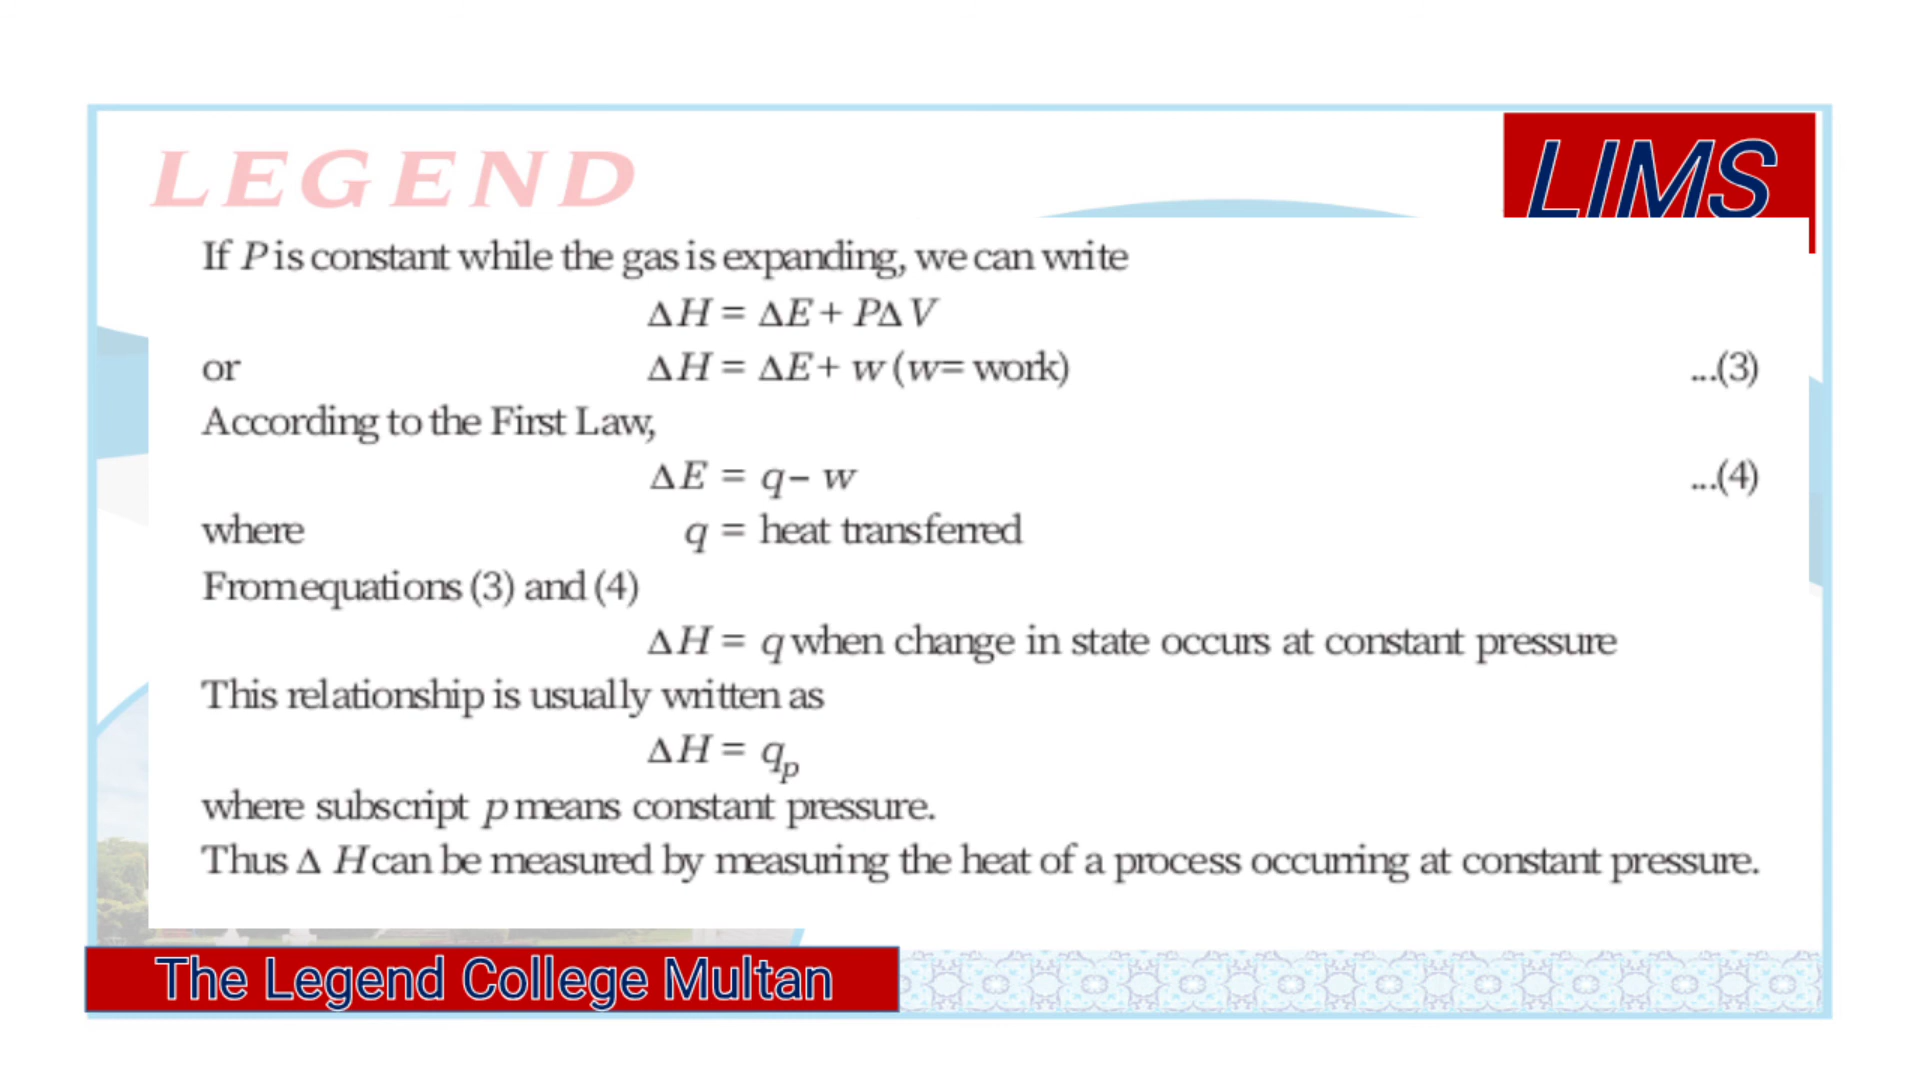 LEGEND
LIMS
If P is constant while the gas is expanding, we can write
ΔH = ΔE + PΔV
or ΔH = ΔE + w (w = work) ...(3)
According to the First Law,
ΔE = q – w ...(4)
where q = heat transferred
From equations (3) and (4)
ΔH = q when change in state occurs at constant pressure
This relationship is usually written as
ΔH = qₚ
where subscript p means constant pressure.
Thus Δ H can be measured by measuring the heat of a process occurring at constant pressure.
The Legend College Multan